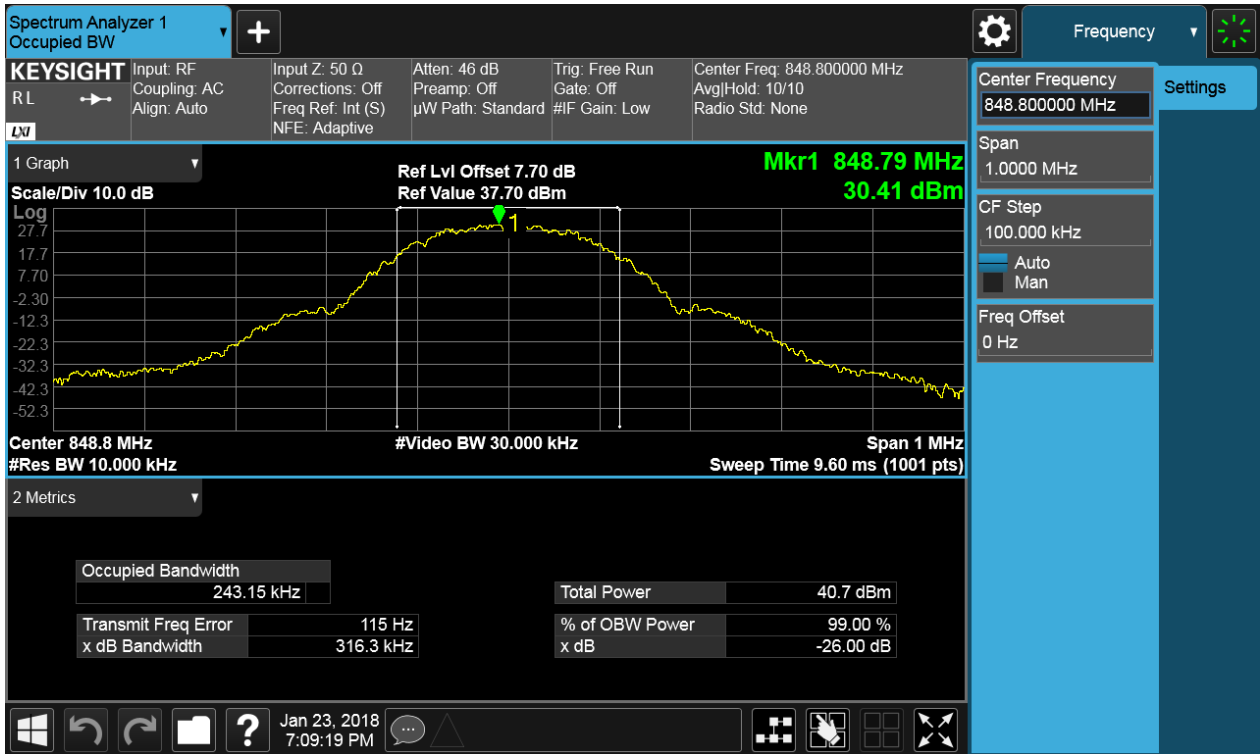 Spectrum Analyzer 1
Occupied BW
Frequency
KEYSIGHT
R L
LXI
Input: RF
Coupling: AC
Align: Auto
Input Z: 50 Ω
Corrections: Off
Freq Ref: Int (S)
NFE: Adaptive
Atten: 46 dB
Preamp: Off
µW Path: Standard
Trig: Free Run
Gate: Off
#IF Gain: Low
Center Freq: 848.800000 MHz
Avg|Hold: 10/10
Radio Std: None
Center Frequency
848.800000 MHz
Settings
Span
1.0000 MHz
CF Step
100.000 kHz
Auto
Man
Freq Offset
0 Hz
1 Graph
Scale/Div 10.0 dB
Ref Lvl Offset 7.70 dB
Ref Value 37.70 dBm
Mkr1 848.79 MHz
30.41 dBm
Log
27.7
17.7
7.70
-2.30
-12.3
-22.3
-32.3
-42.3
-52.3
1
Center 848.8 MHz
#Video BW 30.000 kHz
Span 1 MHz
#Res BW 10.000 kHz
Sweep Time 9.60 ms (1001 pts)
2 Metrics
Occupied Bandwidth
243.15 kHz
Total Power 40.7 dBm
Transmit Freq Error 115 Hz
% of OBW Power 99.00 %
x dB Bandwidth 316.3 kHz
x dB -26.00 dB
?
Jan 23, 2018
7:09:19 PM